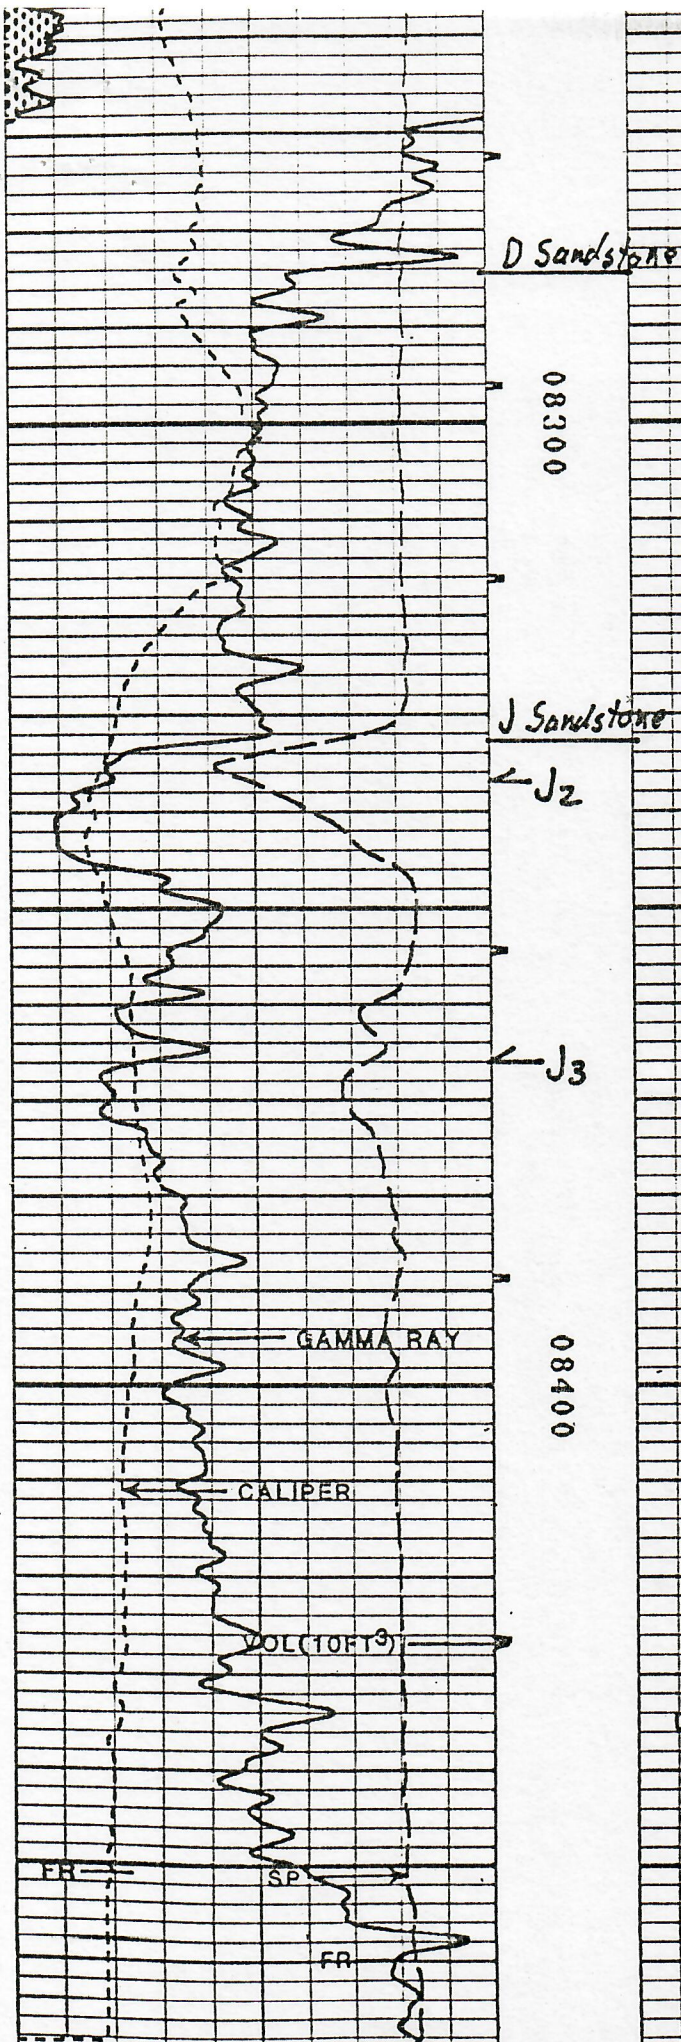 D Sandstone
08300
J Sandstone
J2
J3
GAMMA RAY
08400
CALIPER
VOL(10FT3)
FR
SP
FR